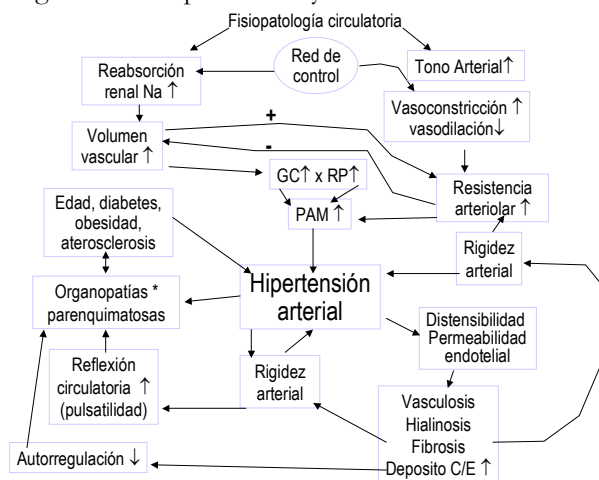 Fisiopatología circulatoria
Red de
control
Reabsorción
renal Na ↑
Tono Arterial↑
Vasoconstricción ↑
vasodilación↓
+
-
Volumen
vascular ↑
GC↑ x RP↑
PAM ↑
Resistencia
arteriolar ↑
Edad, diabetes,
obesidad,
aterosclerosis
Rigidez
arterial
Hipertensión
arterial
Organopatías *
parenquimatosas
Distensibilidad
Permeabilidad
endotelial
Reflexión
circulatoria ↑
(pulsatilidad)
Rigidez
arterial
Vasculosis
Hialinosis
Fibrosis
Deposito C/E ↑
Autorregulación ↓